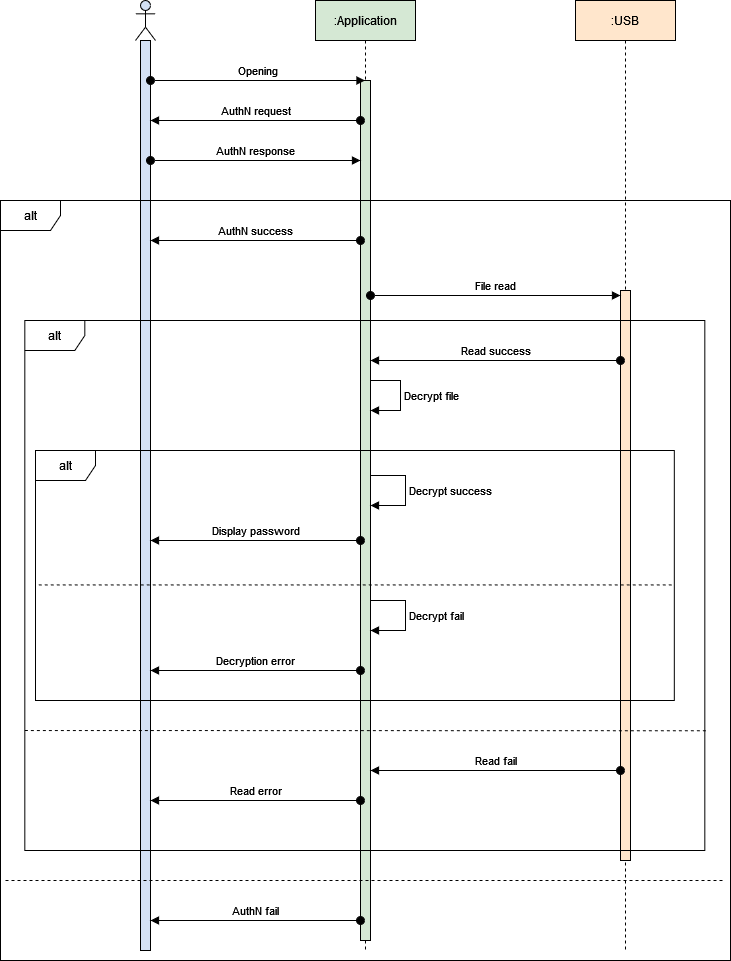 :Application
:USB
Opening
AuthN request
AuthN response
alt
AuthN success
File read
alt
Read success
Decrypt file
alt
Decrypt success
Display password
Decrypt fail
Decryption error
Read fail
Read error
AuthN fail